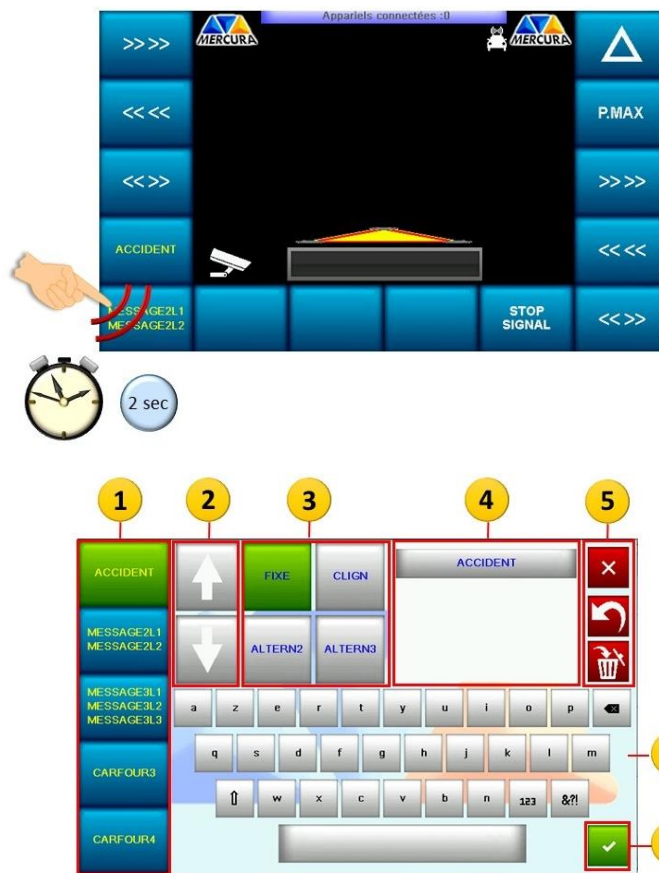 Appariels connectées :0
>>>>
MERCURA
MERCURA
<<<<
P.MAX
<<>>
>>>>
ACCIDENT
<<<<
MESSAGE2L1
MESSAGE2L2
STOP
SIGNAL
<<>>
2 sec
1
2
3
4
5
ACCIDENT
FIXE
CLIGN
ACCIDENT
MESSAGE2L1
MESSAGE2L2
ALTERN2
ALTERN3
MESSAGE3L1
MESSAGE3L2
MESSAGE3L3
a z e r t y u i o p
q s d f g h j k l m
CARFOUR3
w x c v b n 123 &?!
CARFOUR4